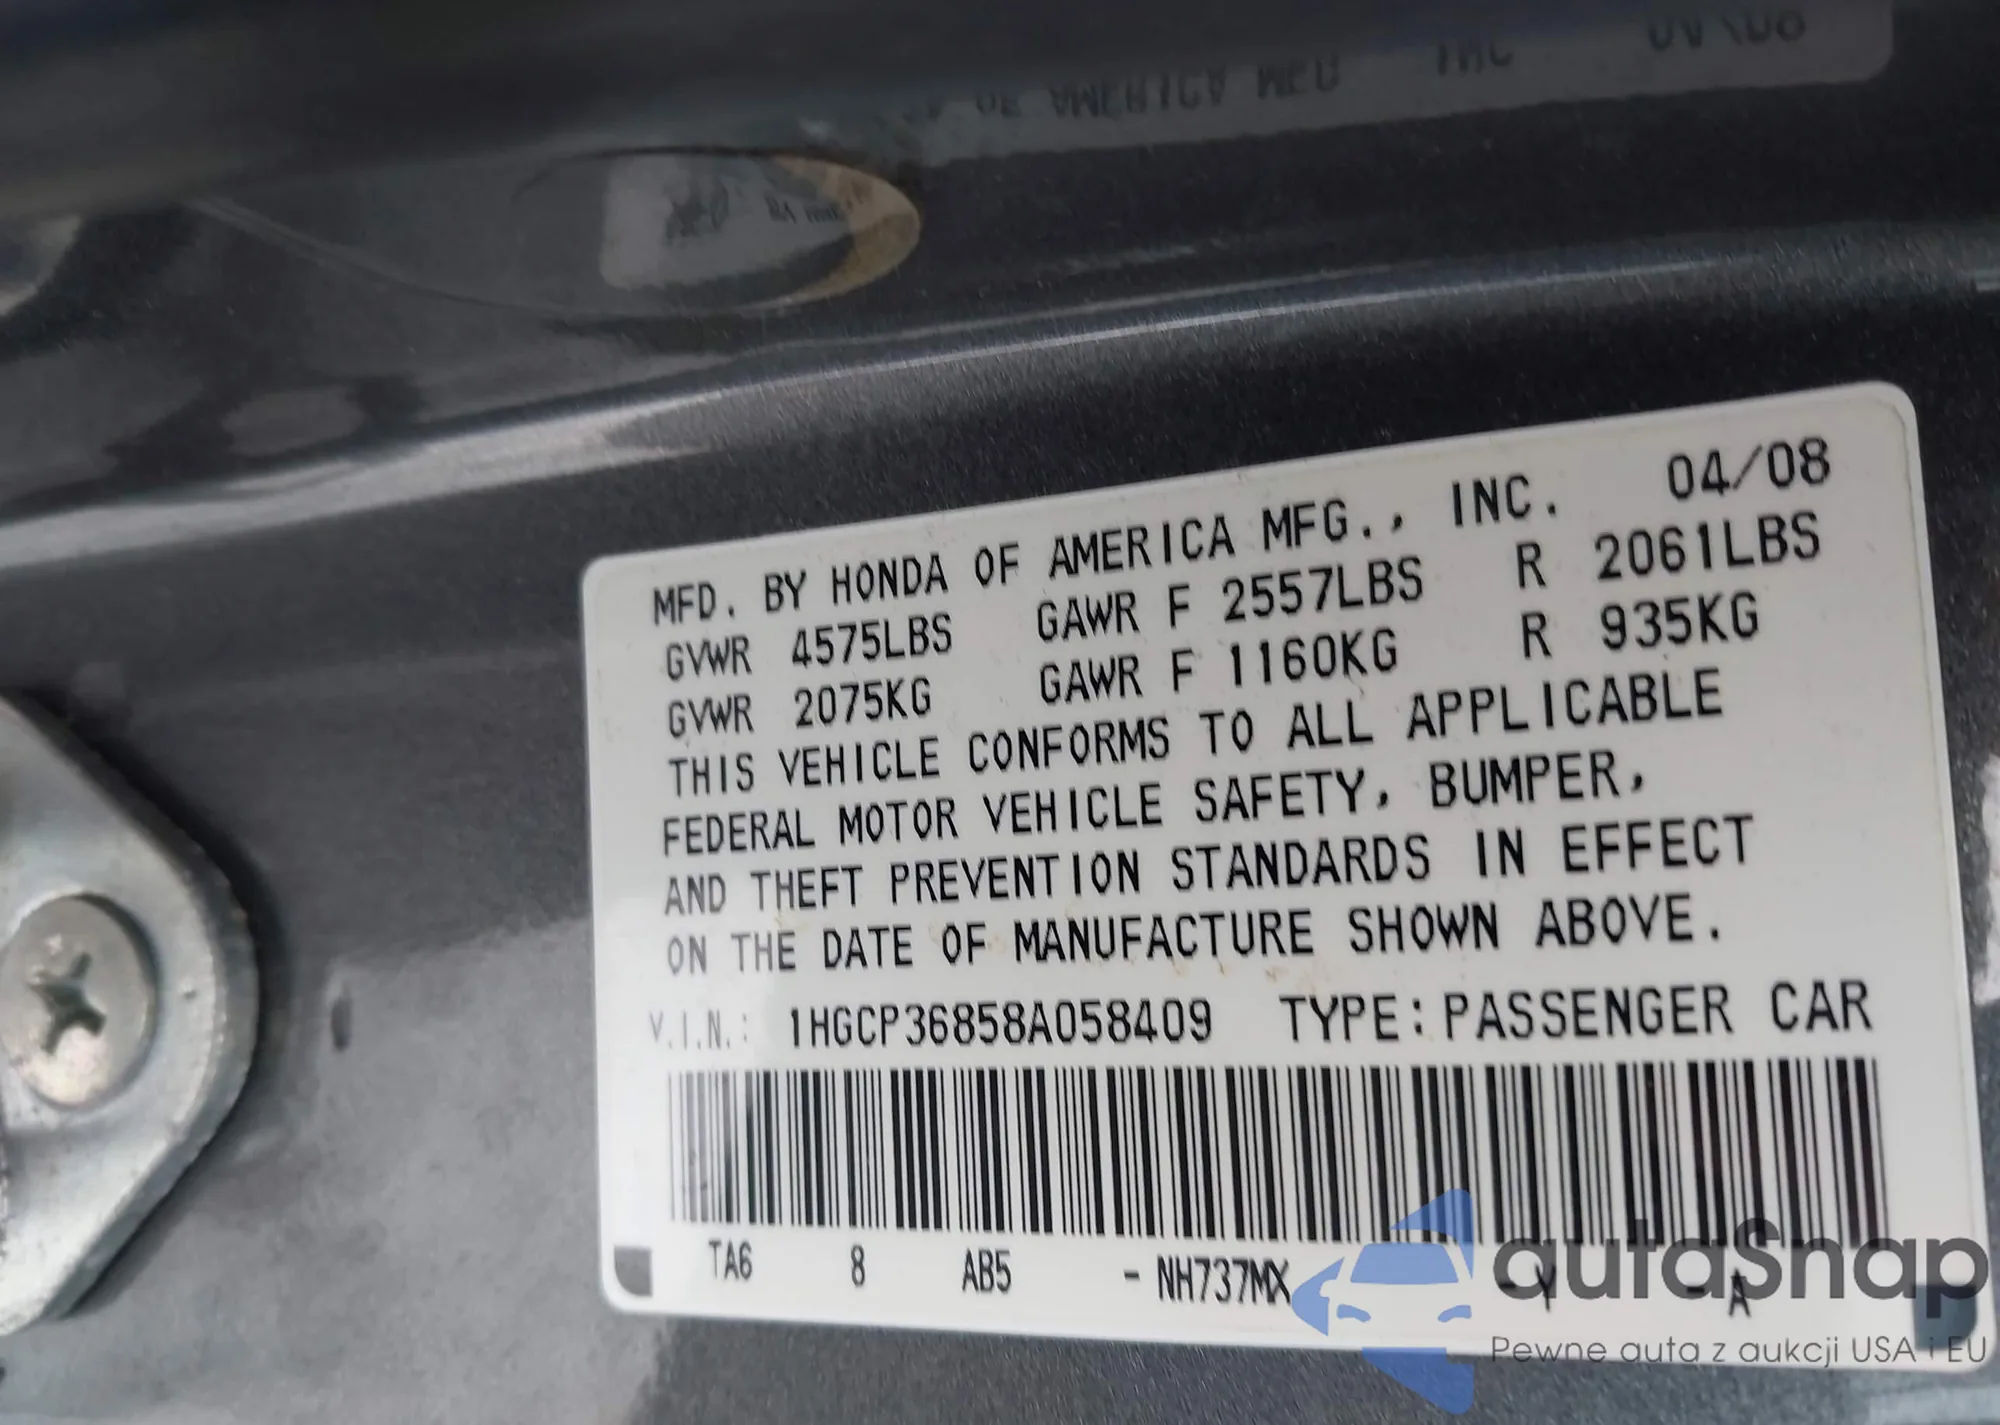 MFD. BY HONDA OF AMERICA MFG., INC. 04/08
GVWR 4575LBS GAWR F 2557LBS R 2061LBS
GVWR 2075KG GAWR F 1160KG R 935KG
THIS VEHICLE CONFORMS TO ALL APPLICABLE
FEDERAL MOTOR VEHICLE SAFETY, BUMPER,
AND THEFT PREVENTION STANDARDS IN EFFECT
ON THE DATE OF MANUFACTURE SHOWN ABOVE.
V.I.N.: 1HGCP36858A058409 TYPE:PASSENGER CAR
TA6 8 AB5 - NH737MX - Y - A
autaSnap
Pewne auta z aukcji USA i EU